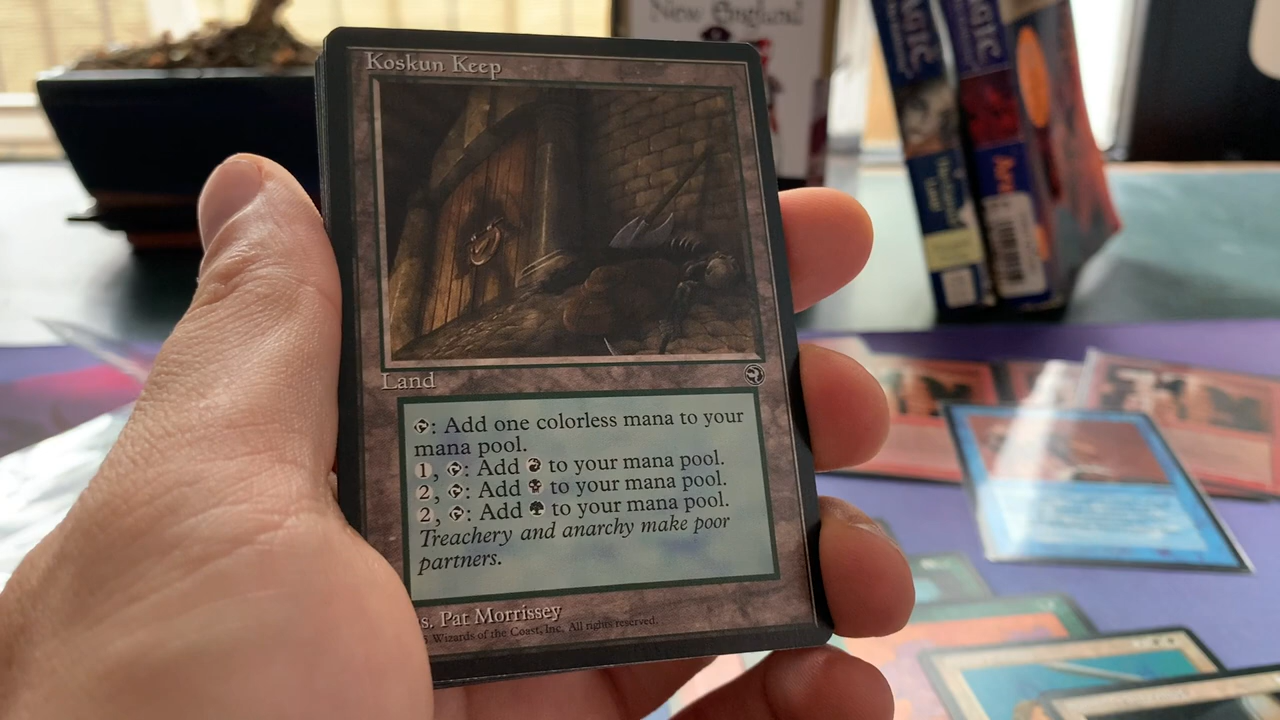 New England
MAGIC
MAGIC
Koskun Keep
Land
: Add one colorless mana to your
mana pool.
1, : Add to your mana pool.
2, : Add to your mana pool.
2, : Add to your mana pool.
Treachery and anarchy make poor
partners.
s. Pat Morrissey
Wizards of the Coast, Inc. All rights reserved.